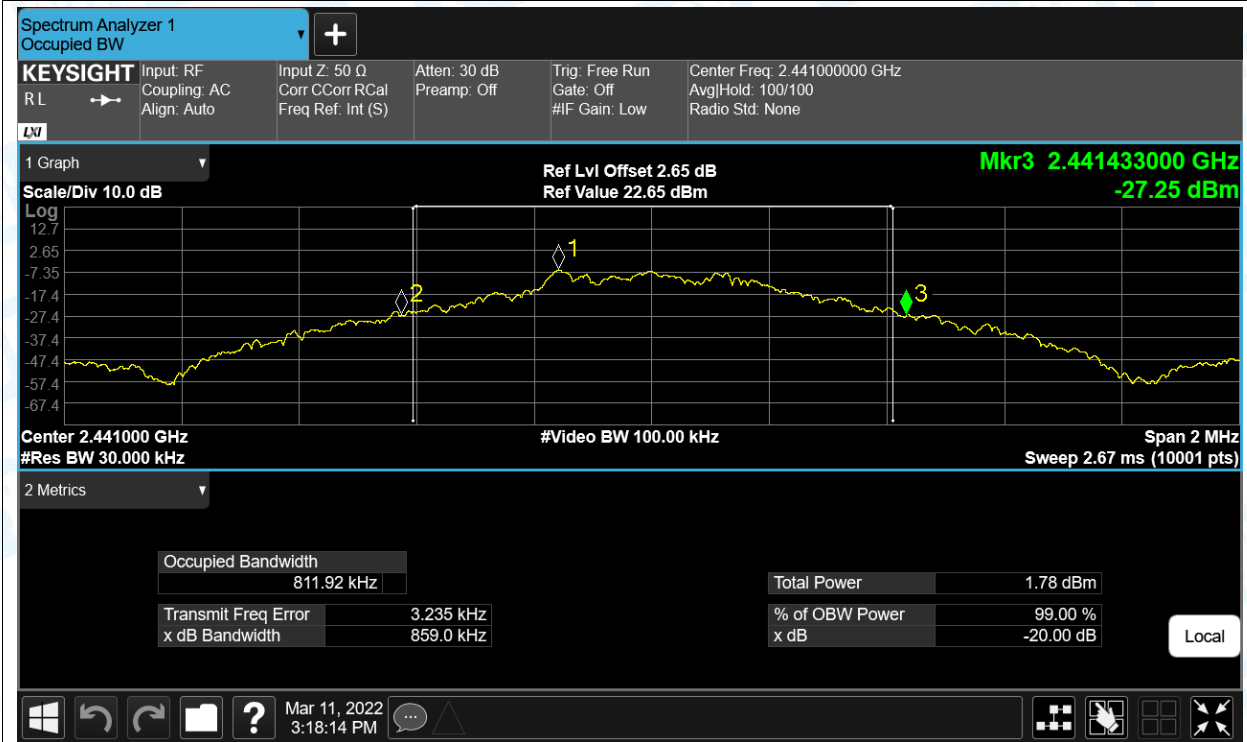 Spectrum Analyzer 1
Occupied BW
KEYSIGHT
R L
LXI
Input: RF
Coupling: AC
Align: Auto
Input Z: 50 Ω
Corr CCorr RCal
Freq Ref: Int (S)
Atten: 30 dB
Preamp: Off
Trig: Free Run
Gate: Off
#IF Gain: Low
Center Freq: 2.441000000 GHz
Avg|Hold: 100/100
Radio Std: None
1 Graph
Scale/Div 10.0 dB
Ref Lvl Offset 2.65 dB
Ref Value 22.65 dBm
Mkr3 2.441433000 GHz
-27.25 dBm
Log
12.7
2.65
-7.35
-17.4
-27.4
-37.4
-47.4
-57.4
-67.4
1
2
3
Center 2.441000 GHz
#Video BW 100.00 kHz
Span 2 MHz
#Res BW 30.000 kHz
Sweep 2.67 ms (10001 pts)
2 Metrics
Occupied Bandwidth
811.92 kHz
Total Power 1.78 dBm
Transmit Freq Error 3.235 kHz
% of OBW Power 99.00 %
x dB Bandwidth 859.0 kHz
x dB -20.00 dB
Local
?
Mar 11, 2022
3:18:14 PM